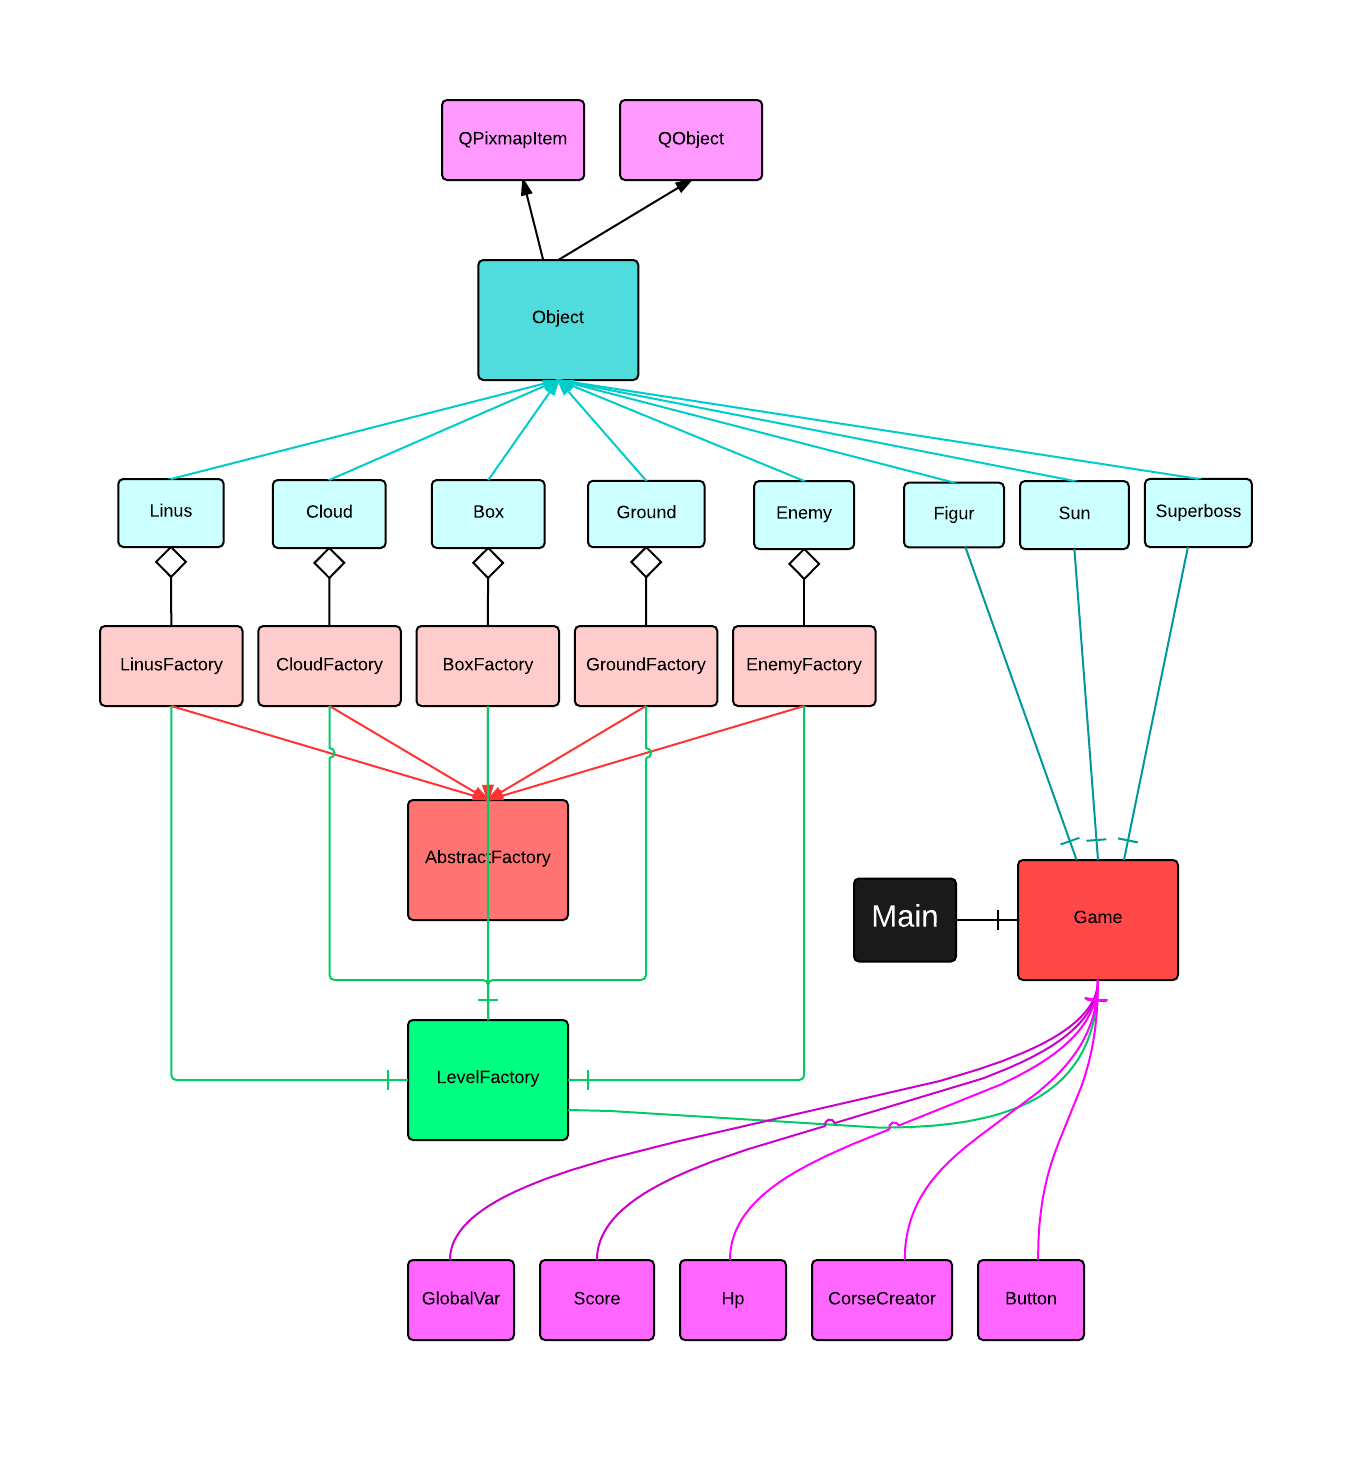 QPixmapItem
QObject
Object
Linus
Cloud
Box
Ground
Enemy
Figur
Sun
Superboss
LinusFactory
CloudFactory
BoxFactory
GroundFactory
EnemyFactory
AbstractFactory
Main
Game
LevelFactory
GlobalVar
Score
Hp
CorseCreator
Button